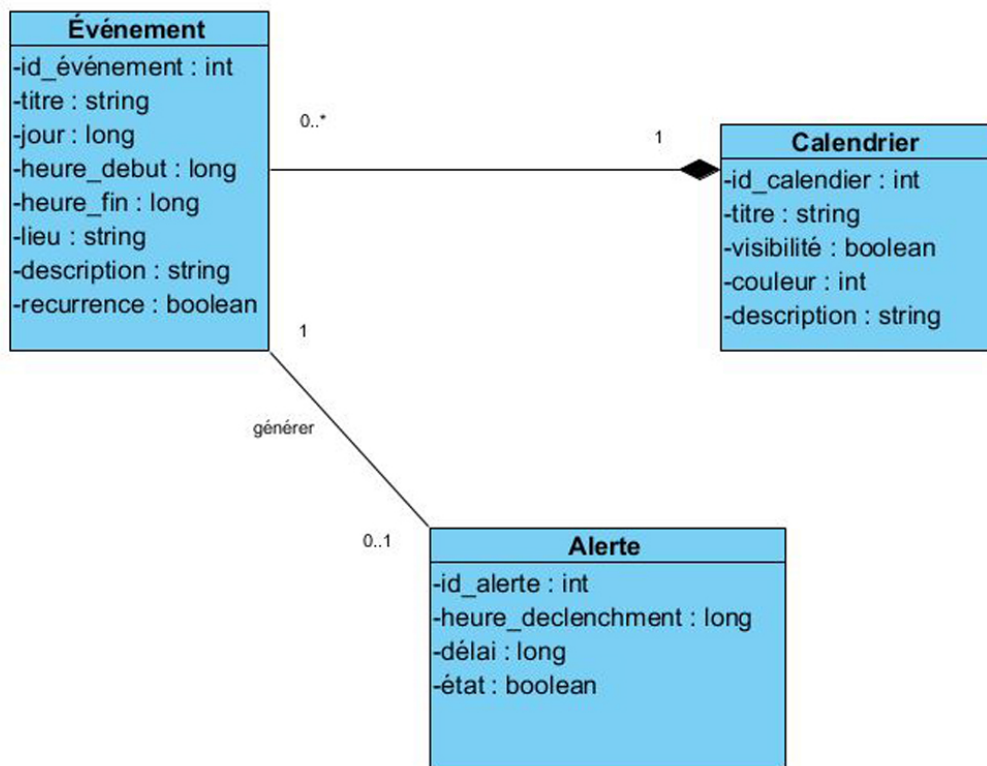 Événement
-id_événement : int
-titre : string
-jour : long
-heure_debut : long
-heure_fin : long
-lieu : string
-description : string
-recurrence : boolean
0..*
1
Calendrier
-id_calendier : int
-titre : string
-visibilité : boolean
-couleur : int
-description : string
1
générer
0..1
Alerte
-id_alerte : int
-heure_declenchment : long
-délai : long
-état : boolean